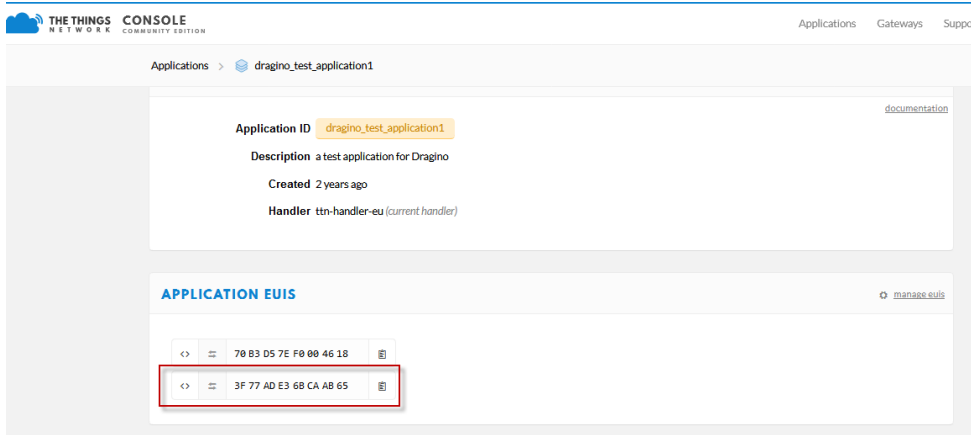 THE THINGS NETWORK CONSOLE COMMUNITY EDITION
Applications Gateways
Applications > dragino_test_application1
documentation
Application ID dragino_test_application1
Description a test application for Dragino
Created 2 years ago
Handler ttn-handler-eu (current handler)
APPLICATION EUIS
manage euis
<> 70 B3 D5 7E F0 00 46 18
<> 3F 77 AD E3 6B CA AB 65